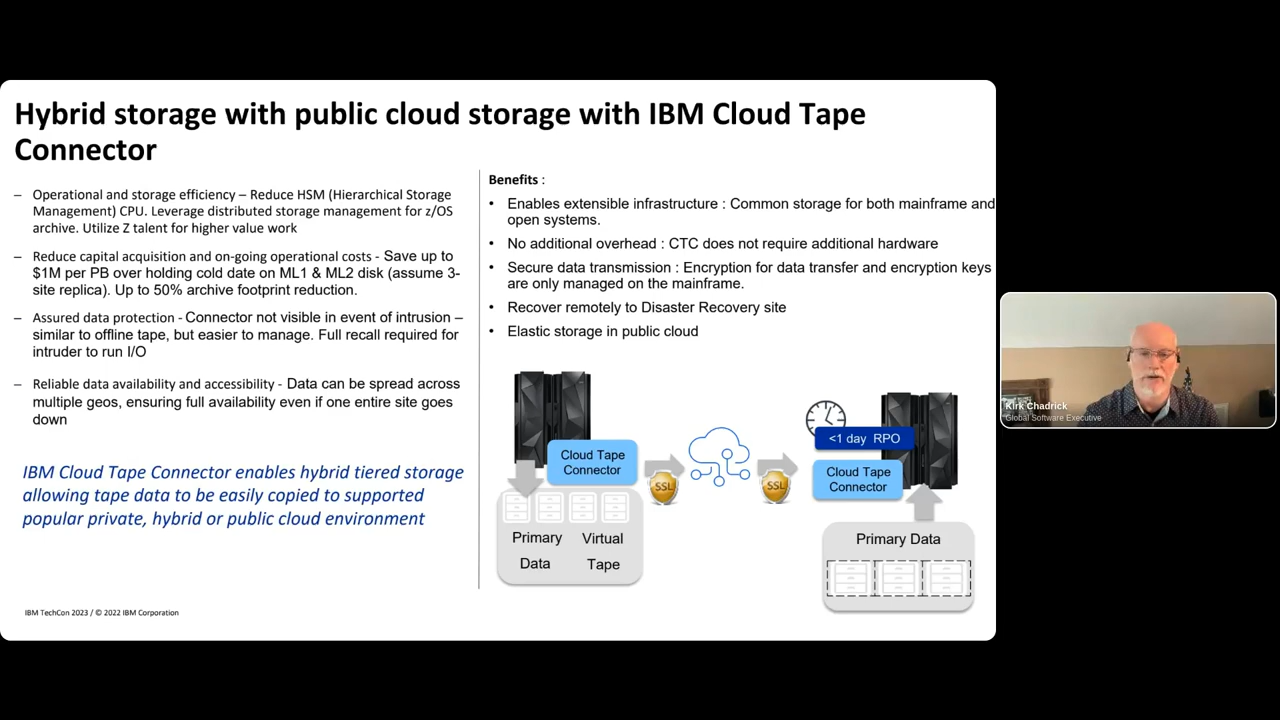 Hybrid storage with public cloud storage with IBM Cloud Tape
Connector
– Operational and storage efficiency – Reduce HSM (Hierarchical Storage
Management) CPU. Leverage distributed storage management for z/OS
archive. Utilize Z talent for higher value work
– Reduce capital acquisition and on-going operational costs - Save up to
$1M per PB over holding cold date on ML1 & ML2 disk (assume 3-
site replica). Up to 50% archive footprint reduction.
– Assured data protection - Connector not visible in event of intrusion –
similar to offline tape, but easier to manage. Full recall required for
intruder to run I/O
– Reliable data availability and accessibility - Data can be spread across
multiple geos, ensuring full availability even if one entire site goes
down
IBM Cloud Tape Connector enables hybrid tiered storage
allowing tape data to be easily copied to supported
popular private, hybrid or public cloud environment
Benefits :
• Enables extensible infrastructure : Common storage for both mainframe and
open systems.
• No additional overhead : CTC does not require additional hardware
• Secure data transmission : Encryption for data transfer and encryption keys
are only managed on the mainframe.
• Recover remotely to Disaster Recovery site
• Elastic storage in public cloud
Cloud Tape
Connector
SSL
SSL
<1 day RPO
Cloud Tape
Connector
Primary
Data
Virtual
Tape
Primary Data
IBM TechCon 2023 / © 2022 IBM Corporation
Kirk Chadrick
Global Software Executive